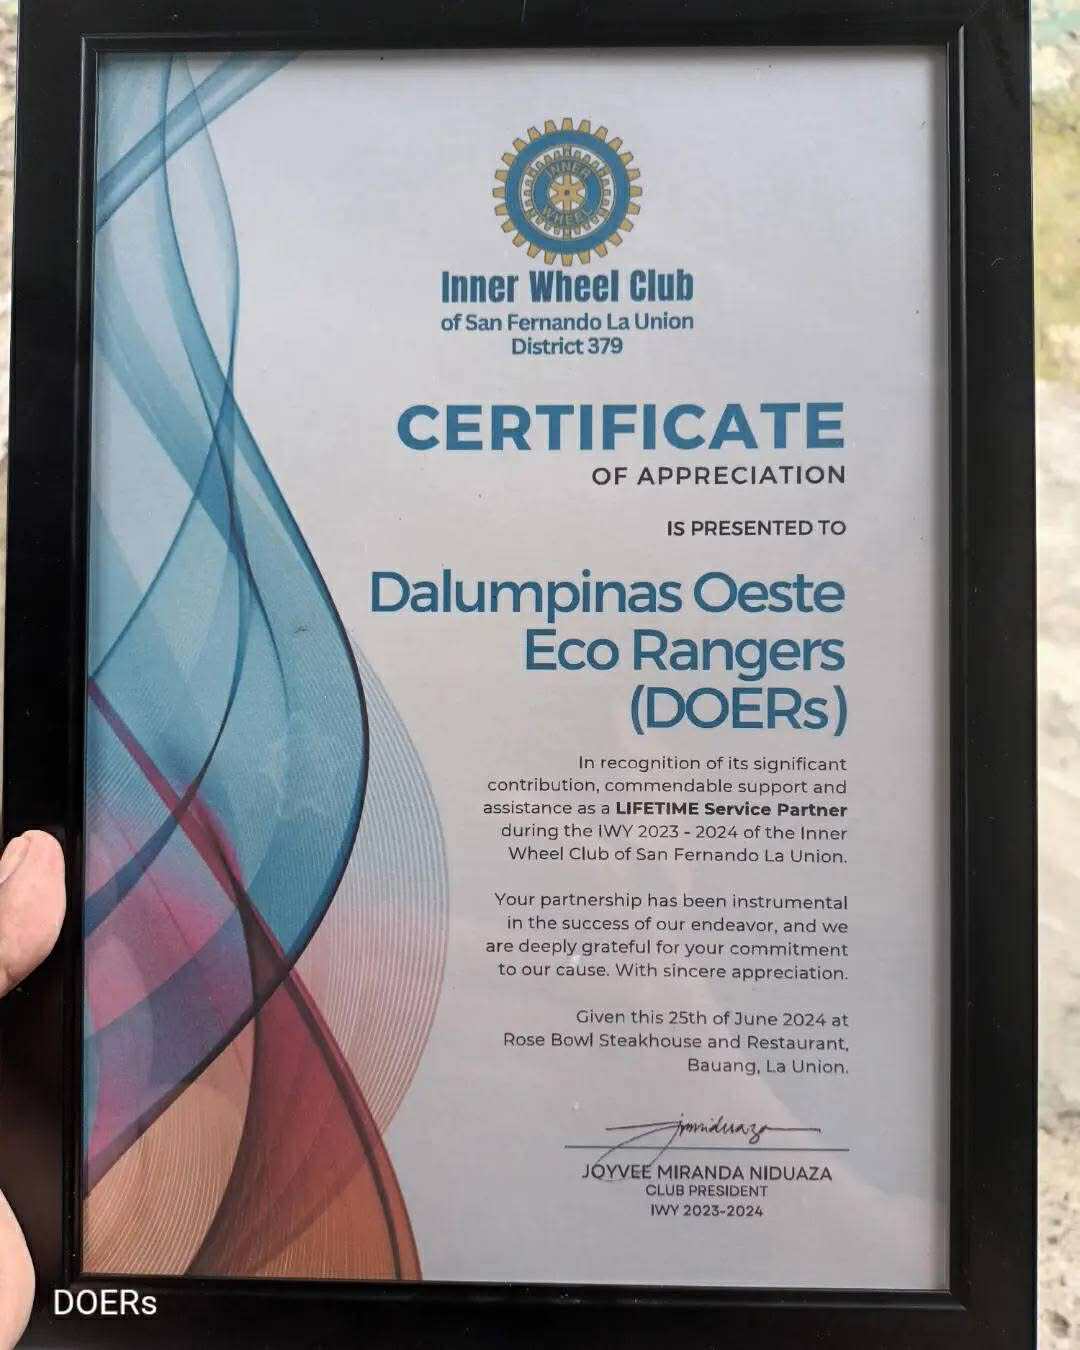 INNER
WHEEL
Inner Wheel Club
of San Fernando La Union
District 379
CERTIFICATE
OF APPRECIATION
IS PRESENTED TO
Dalumpinas Oeste
Eco Rangers
(DOERs)
In recognition of its significant
contribution, commendable support and
assistance as a LIFETIME Service Partner
during the IWY 2023 - 2024 of the Inner
Wheel Club of San Fernando La Union.
Your partnership has been instrumental
in the success of our endeavor, and we
are deeply grateful for your commitment
to our cause. With sincere appreciation.
Given this 25th of June 2024 at
Rose Bowl Steakhouse and Restaurant,
Bauang, La Union.
jmniduaza
JOYVEE MIRANDA NIDUAZA
CLUB PRESIDENT
IWY 2023-2024
DOERs